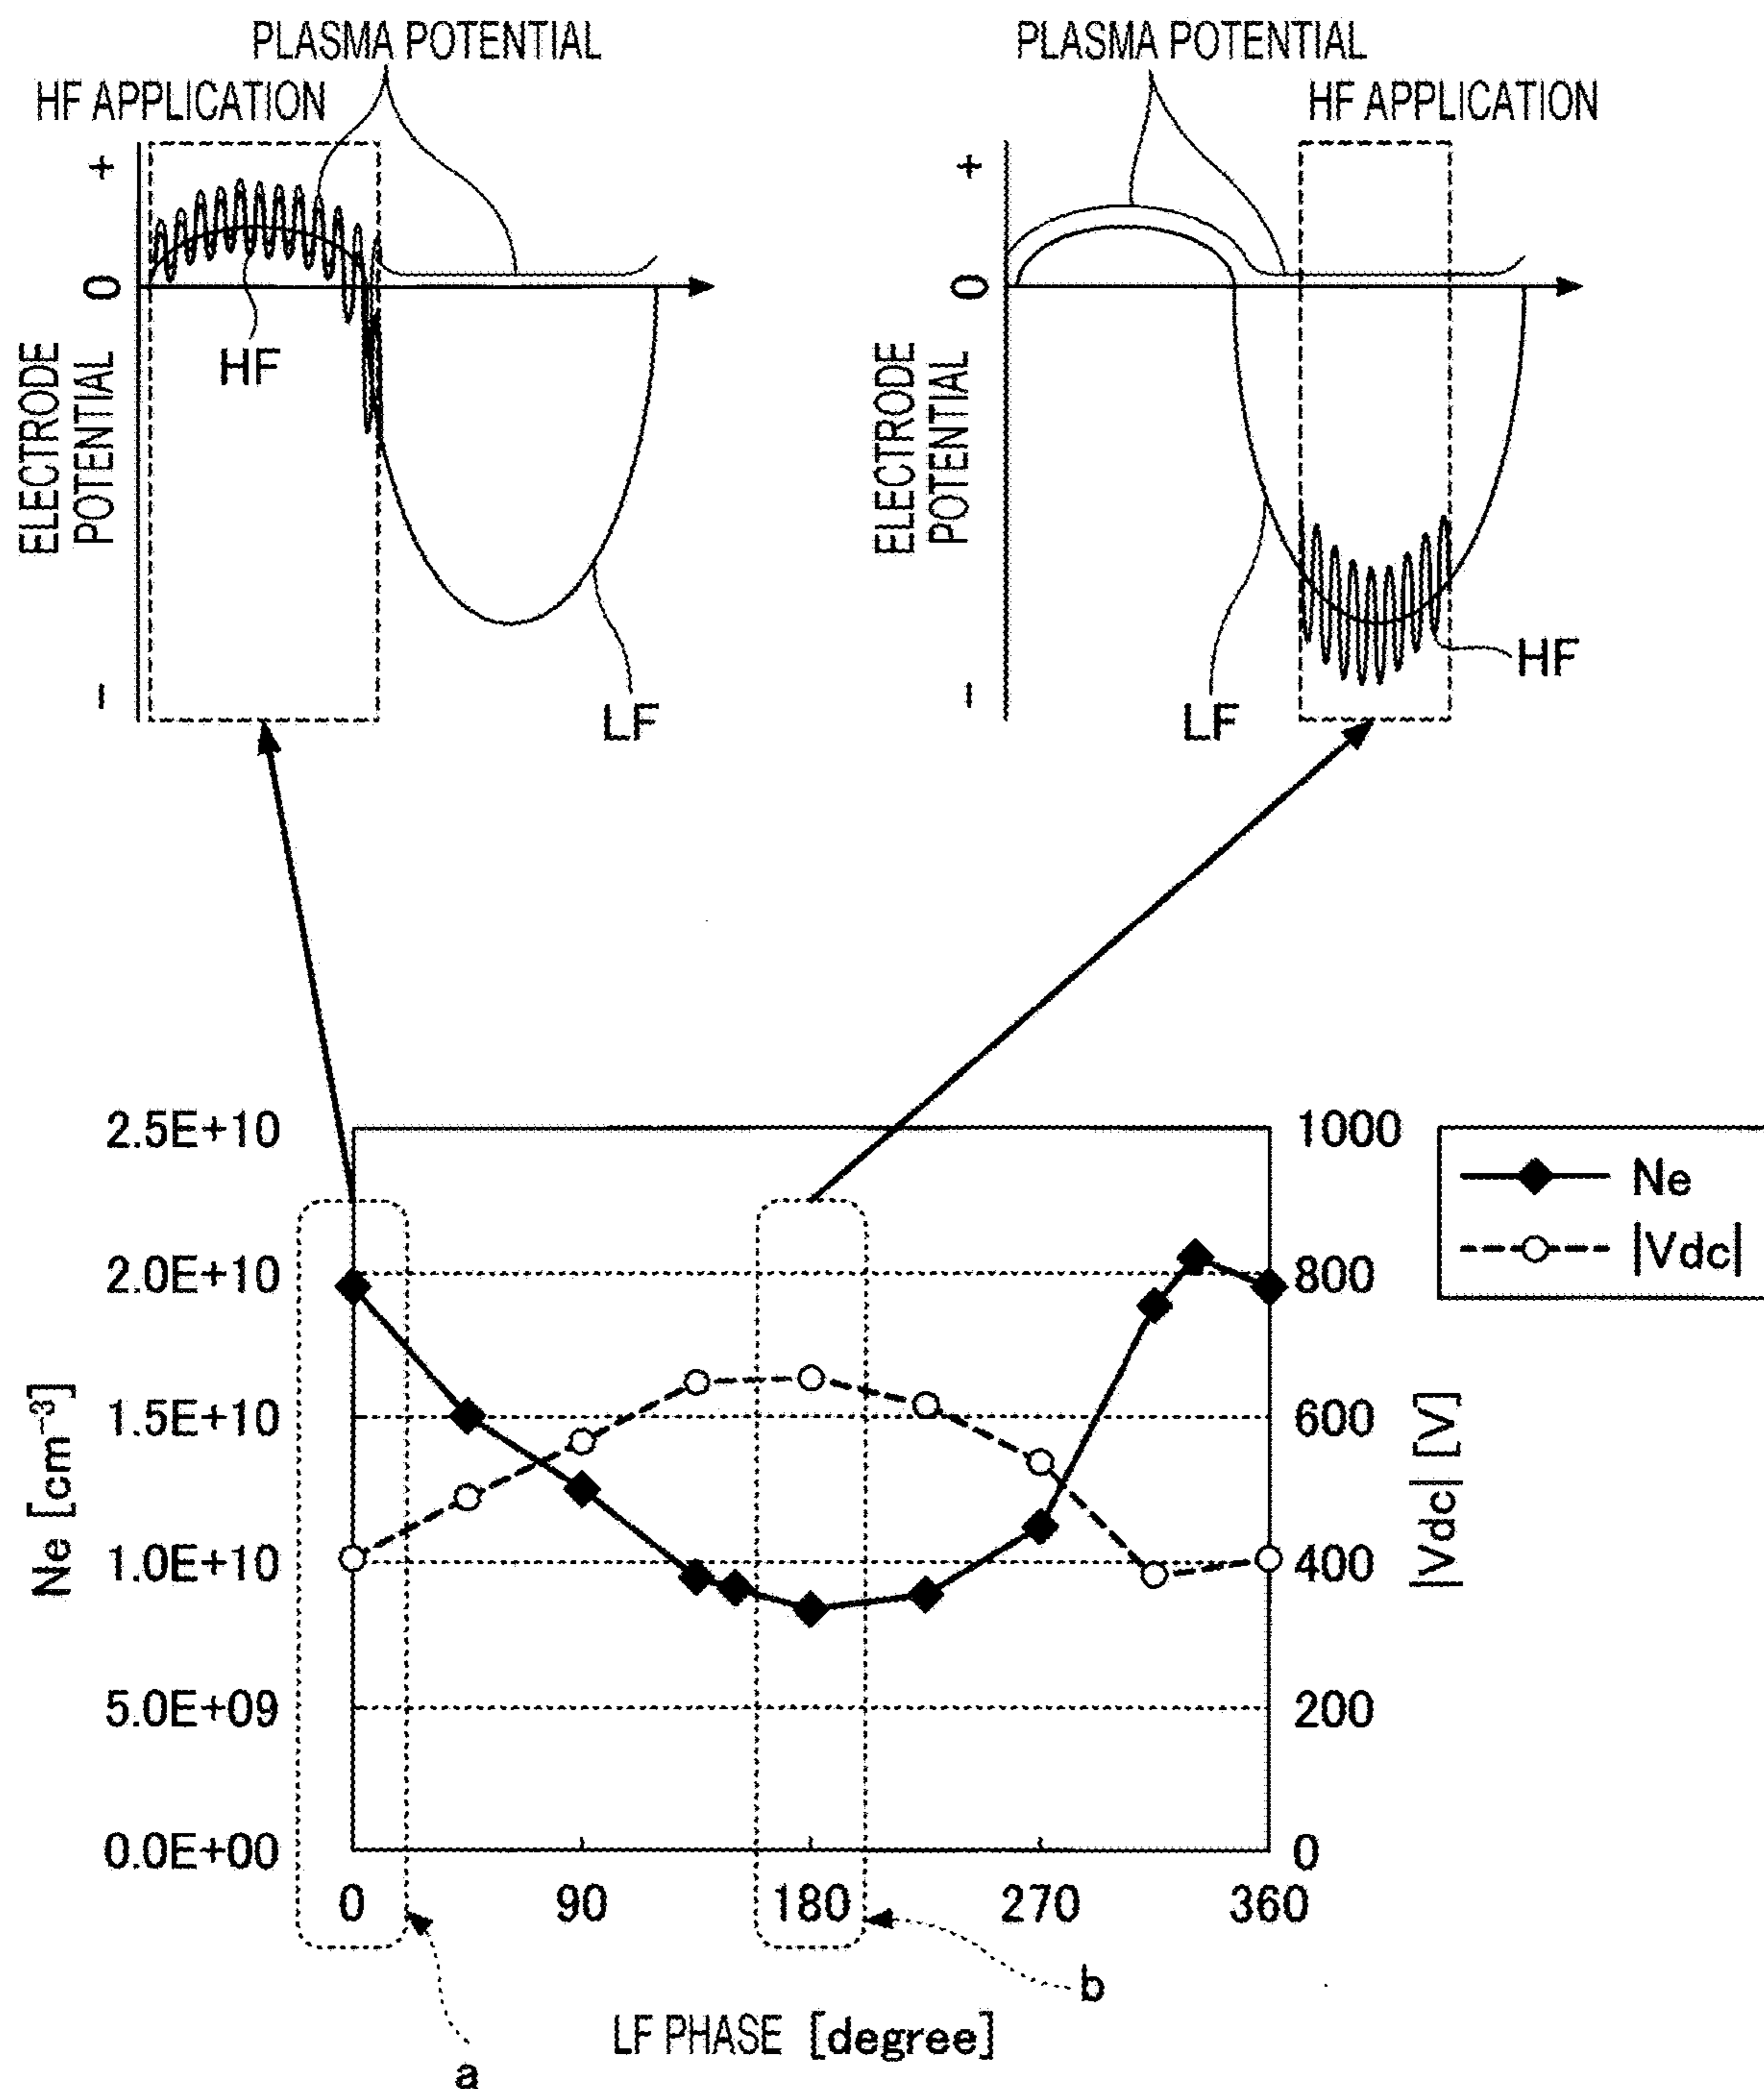 PLASMA POTENTIAL
HF APPLICATION
+
0
-
ELECTRODE
POTENTIAL
HF
LF
PLASMA POTENTIAL
HF APPLICATION
+
0
-
ELECTRODE
POTENTIAL
LF
HF
2.5E+10
2.0E+10
1.5E+10
1.0E+10
5.0E+09
0.0E+00
Ne [cm⁻³]
1000
800
600
400
200
0
|Vdc| [V]
Ne
|Vdc|
0 90 180 270 360
LF PHASE [degree]
a
b